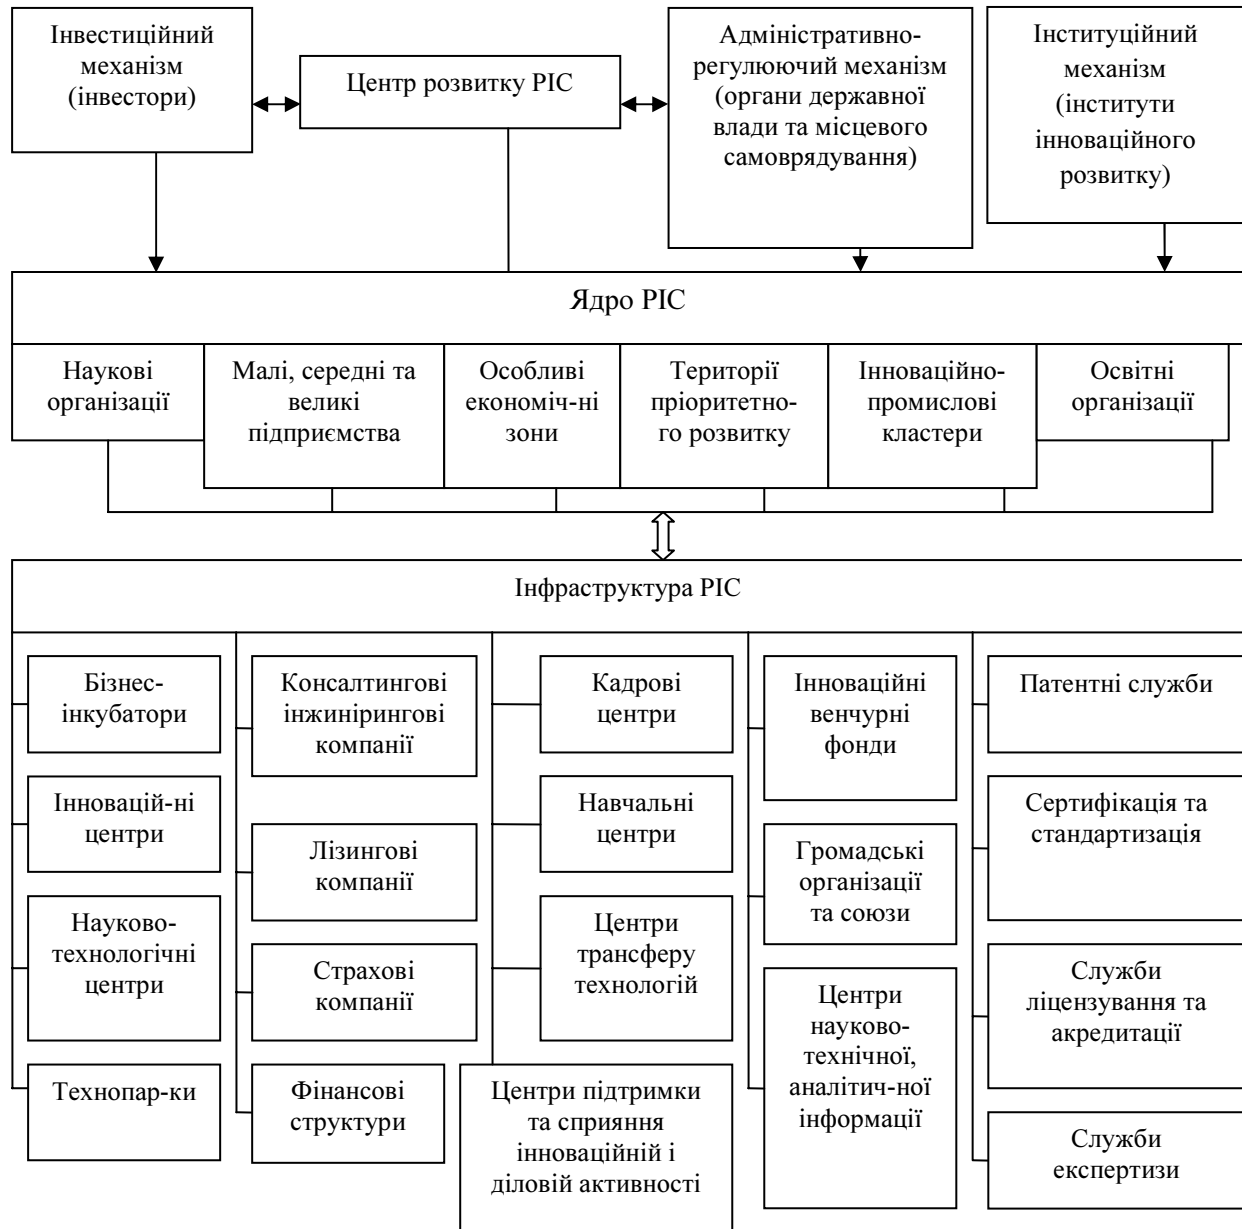 Інвестиційний
механізм
(інвестори)
Центр розвитку РІС
Адміністративно-
регулюючий механізм
(органи державної
влади та місцевого
самоврядування)
Інституційний
механізм
(інститути
інноваційного
розвитку)
Ядро РІС
Наукові
організації
Малі, середні та
великі
підприємства
Особливі
економіч-ні
зони
Території
пріоритетно-
го розвитку
Інноваційно-
промислові
кластери
Освітні
організації
Інфраструктура РІС
Бізнес-
інкубатори
Інновацій-ні
центри
Науково-
технологічні
центри
Технопар-ки
Консалтингові
інжинірингові
компанії
Лізингові
компанії
Страхові
компанії
Фінансові
структури
Кадрові
центри
Навчальні
центри
Центри
трансферу
технологій
Центри підтримки
та сприяння
інноваційній і
діловій активності
Інноваційні
венчурні
фонди
Громадські
організації
та союзи
Центри
науково-
технічної,
аналітич-ної
інформації
Патентні служби
Сертифікація та
стандартизація
Служби
ліцензування та
акредитації
Служби
експертизи